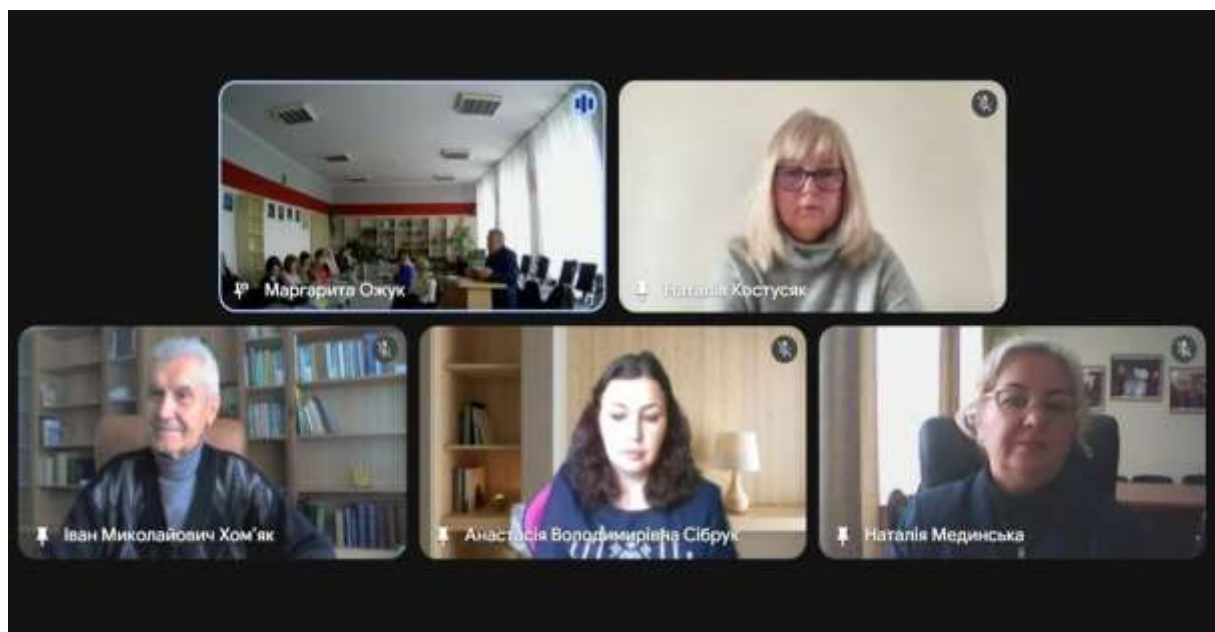 Маргарита Ожук
Наталія Костусяк
Іван Миколайович Хом'як
Анастасія Володимирівна Сібрук
Наталія Мединська